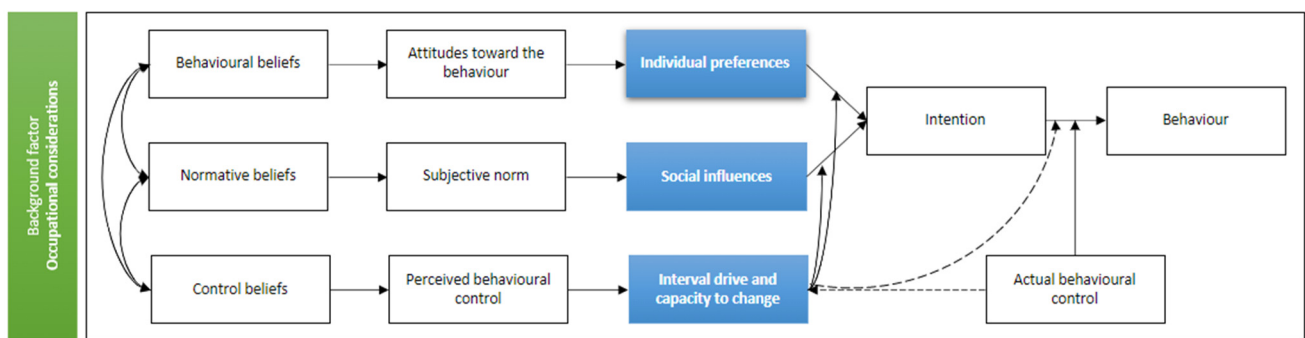 Background factor
Occupational considerations
Behavioural beliefs
Attitudes toward the
behaviour
Individual preferences
Intention
Behaviour
Normative beliefs
Subjective norm
Social influences
Control beliefs
Perceived behavioural
control
Interval drive and
capacity to change
Actual behavioural
control